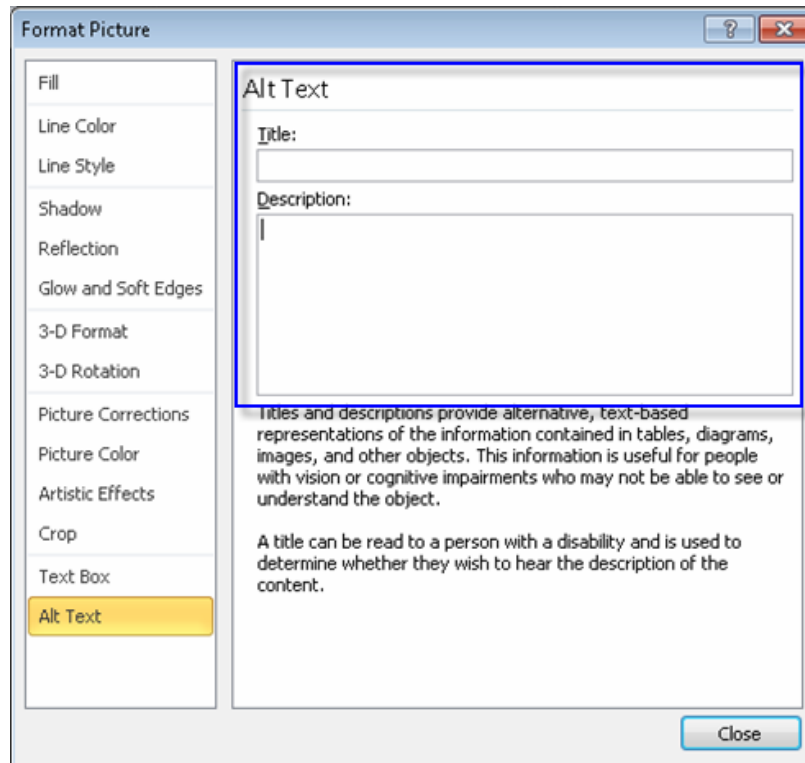 Format Picture
Fill
Line Color
Line Style
Shadow
Reflection
Glow and Soft Edges
3-D Format
3-D Rotation
Picture Corrections
Picture Color
Artistic Effects
Crop
Text Box
Alt Text
Alt Text
Title:
Description:
Titles and descriptions provide alternative, text-based
representations of the information contained in tables, diagrams,
images, and other objects. This information is useful for people
with vision or cognitive impairments who may not be able to see or
understand the object.
A title can be read to a person with a disability and is used to
determine whether they wish to hear the description of the
content.
Close